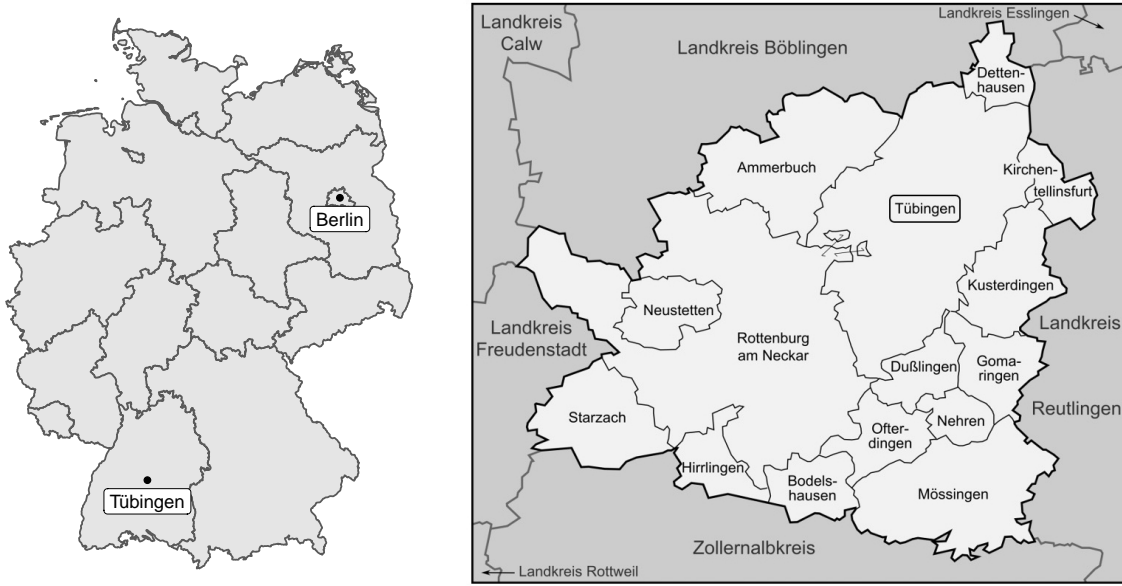 Berlin
Tübingen
Landkreis Esslingen
Landkreis
Calw
Landkreis Böblingen
Detten-
hausen
Ammerbuch
Kirchen-
tellinsfurt
Tübingen
Kusterdingen
Neustetten
Landkreis
Freudenstadt
Rottenburg
am Neckar
Landkreis
Reutlingen
Dußlingen
Goma-
ringen
Starzach
Ofter-
dingen
Nehren
Hirrlingen
Bodels-
hausen
Mössingen
Zollernalbkreis
Landkreis Rottweil